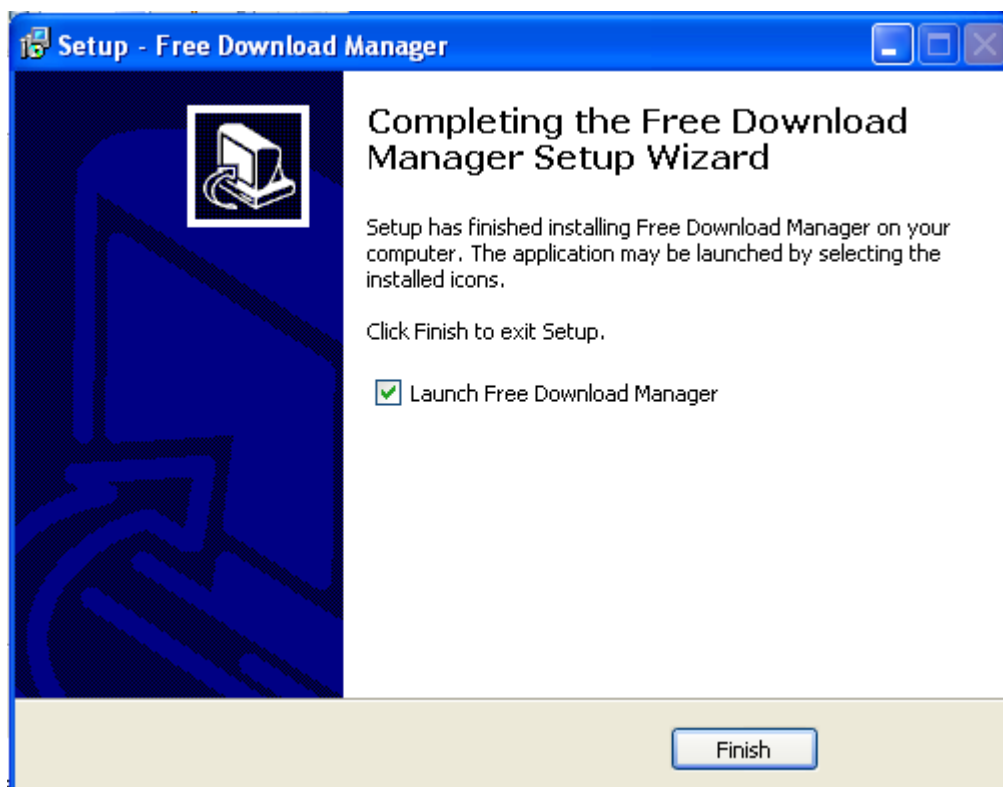 Setup - Free Download Manager
Completing the Free Download
Manager Setup Wizard
Setup has finished installing Free Download Manager on your
computer. The application may be launched by selecting the
installed icons.
Click Finish to exit Setup.
Launch Free Download Manager
Finish